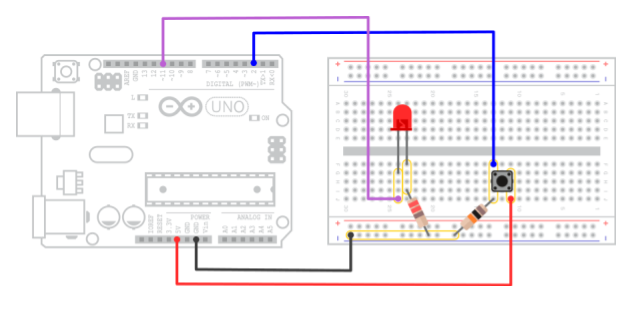 AREF
GND
13
12
~11
~10
~9
8
7
~6
~5
4
~3
2
TX→1
RX←0
DIGITAL (PWM~)
L
TX
RX
UNO
ON
IOREF
RESET
3.3V
5V
GND
GND
Vin
POWER
ANALOG IN
A0
A1
A2
A3
A4
A5